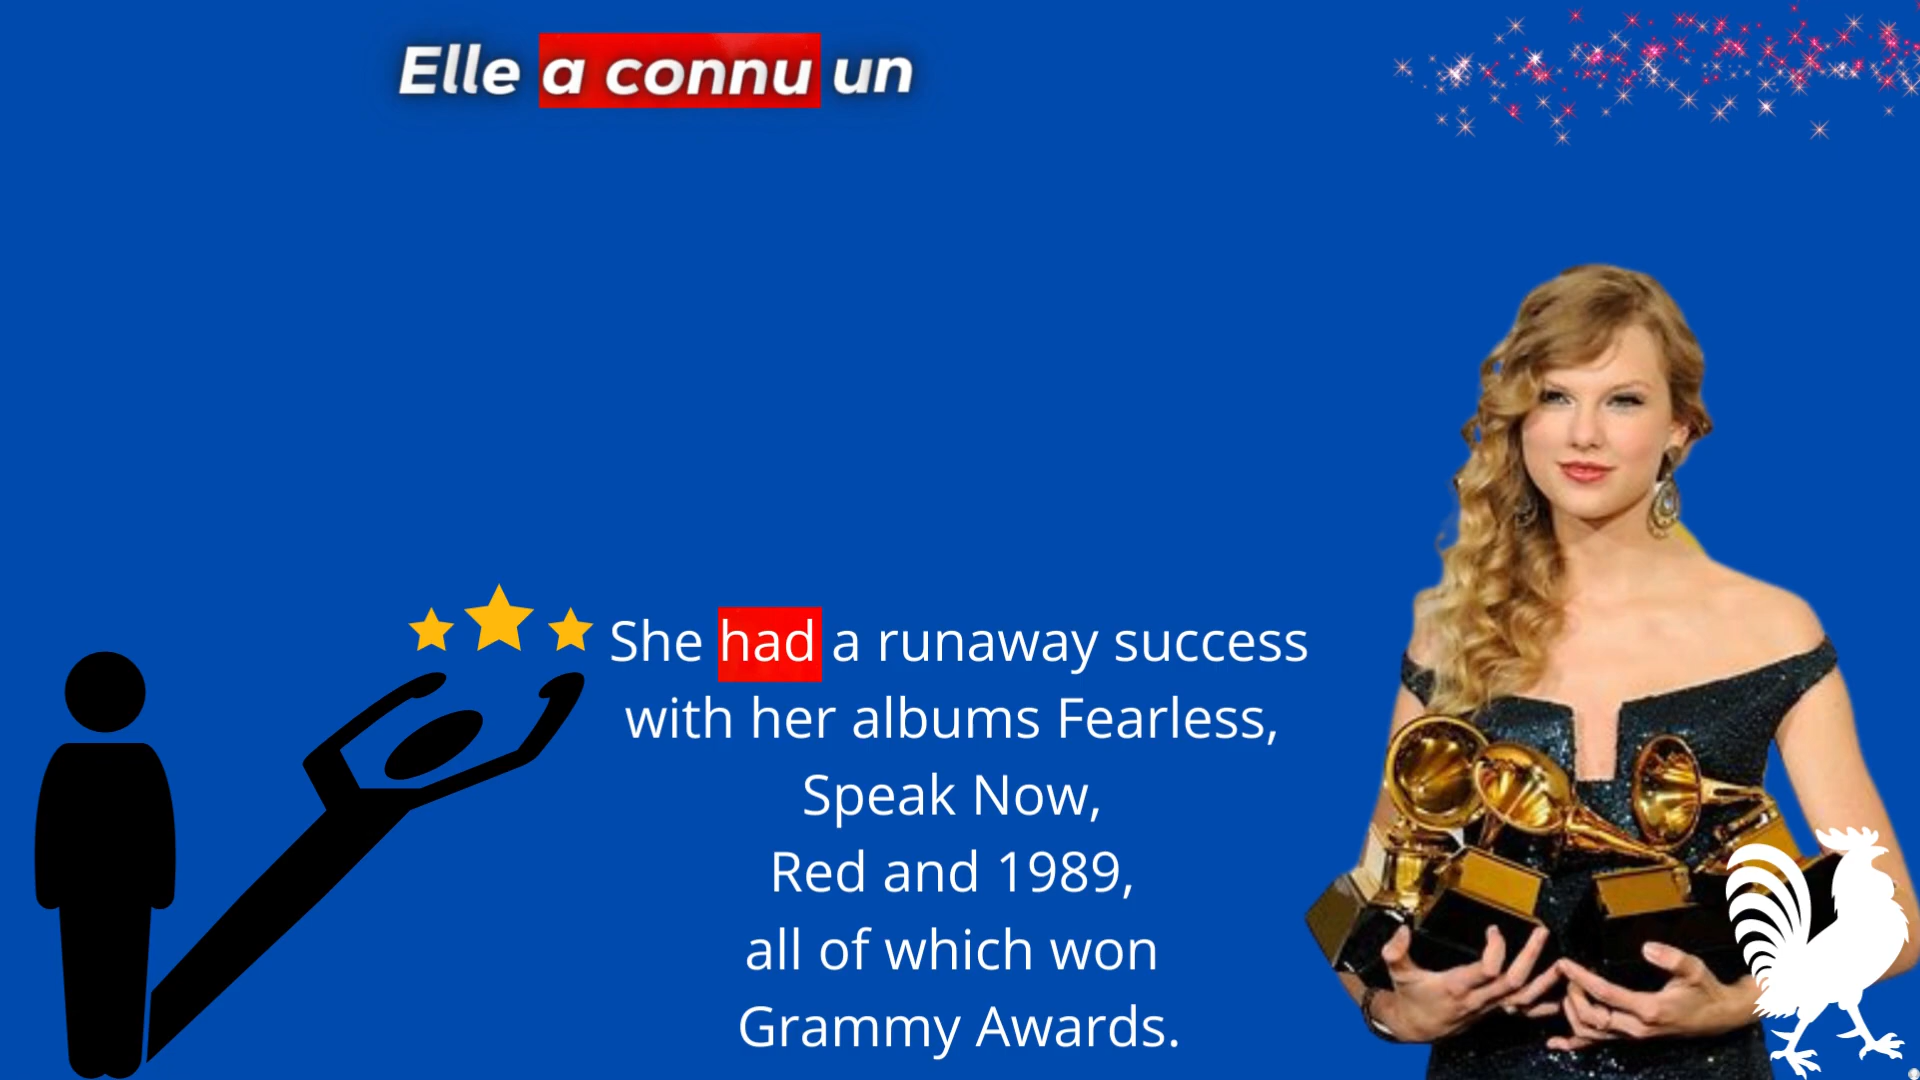 Elle a connu un
She had a runaway success
with her albums Fearless,
Speak Now,
Red and 1989,
all of which won
Grammy Awards.